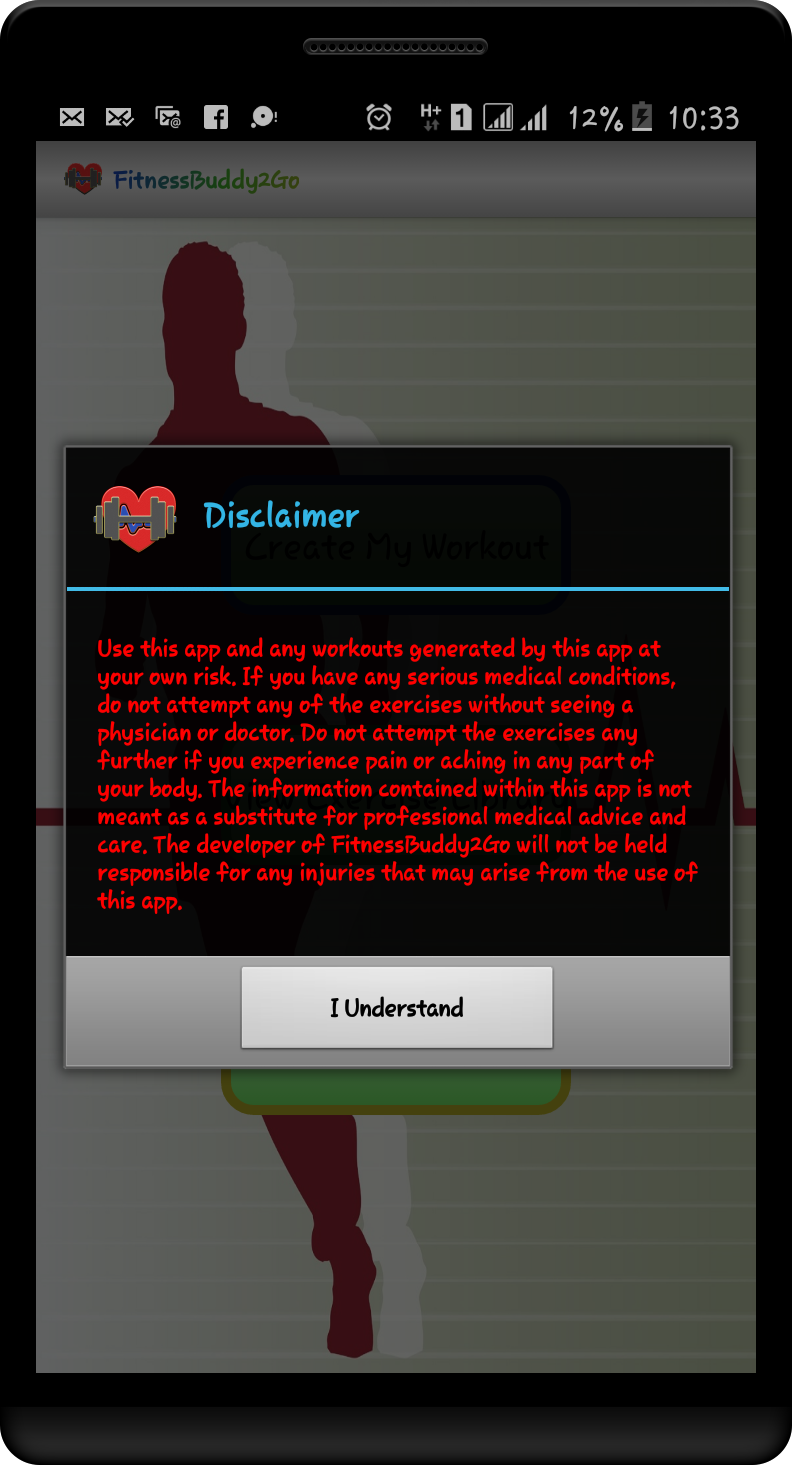 H+ 1 12% 10:33
FitnessBuddy2Go
Disclaimer
Create My Workout
Use this app and any workouts generated by this app at
your own risk. If you have any serious medical conditions,
do not attempt any of the exercises without seeing a
physician or doctor. Do not attempt the exercises any
further if you experience pain or aching in any part of
your body. The information contained within this app is not
meant as a substitute for professional medical advice and
care. The developer of FitnessBuddy2Go will not be held
responsible for any injuries that may arise from the use of
this app.
I Understand